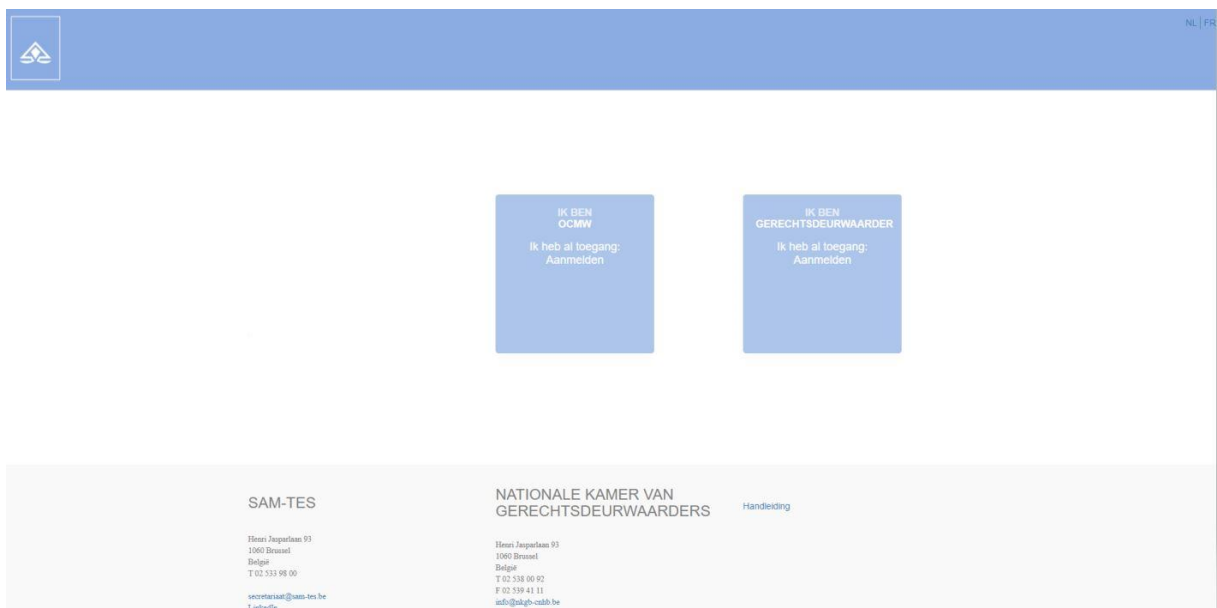 NL | FR
IK BEN
OCMW
Ik heb al toegang:
Aanmelden
IK BEN
GERECHTSDEURWAARDER
Ik heb al toegang:
Aanmelden
SAM-TES
Henri Jasparlaan 93
1060 Brussel
België
T 02 533 98 00
secretariaat@sam-tes.be
LinkedIn
NATIONALE KAMER VAN
GERECHTSDEURWAARDERS
Henri Jasparlaan 93
1060 Brussel
België
T 02 538 00 92
F 02 539 41 11
info@nkgb-cnhb.be
Handleiding